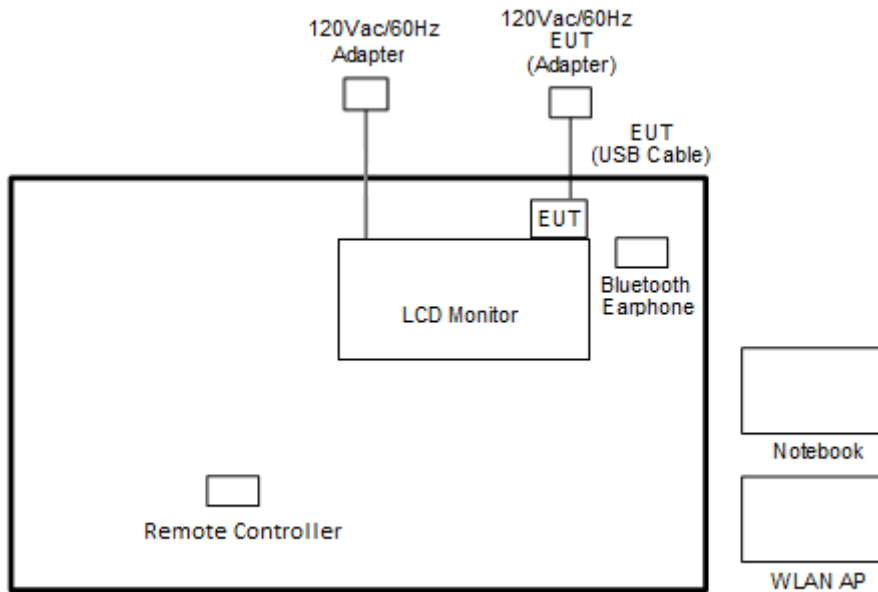 120Vac/60Hz
Adapter
120Vac/60Hz
EUT
(Adapter)
EUT
(USB Cable)
EUT
Bluetooth
Earphone
LCD Monitor
Notebook
Remote Controller
WLAN AP